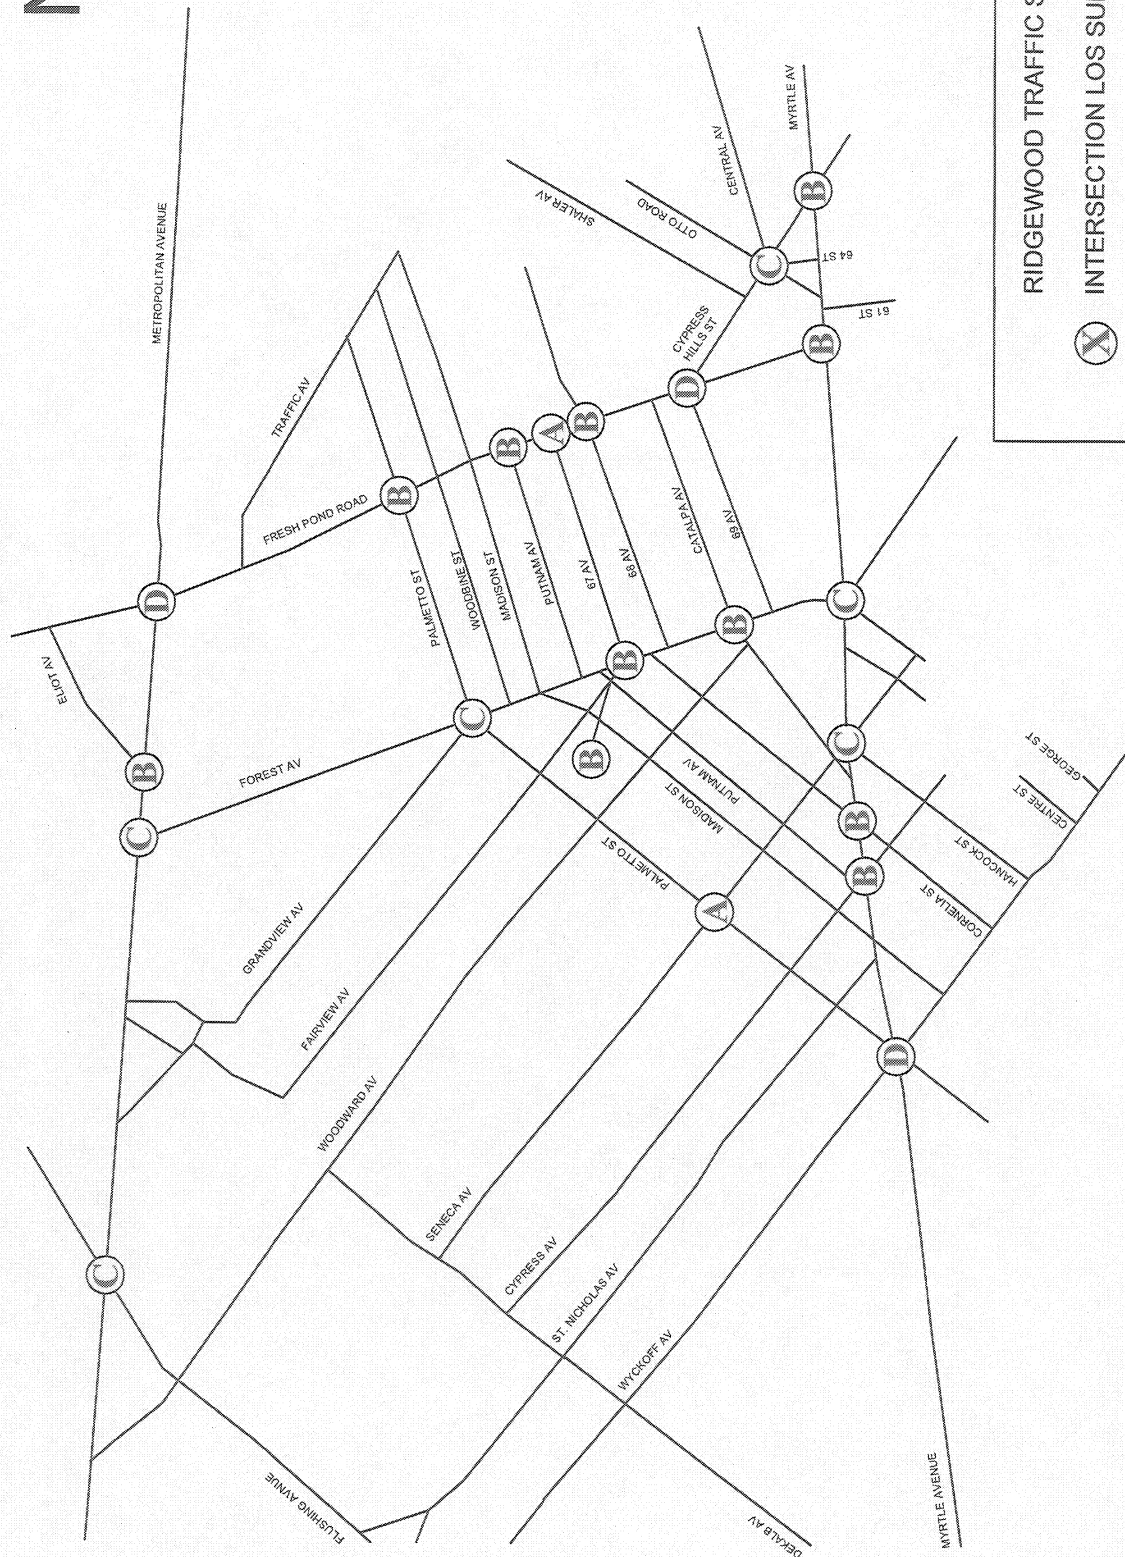 N
METROPOLITAN AVENUE
MYRTLE AV
CENTRAL AV
SHALER AV
OTTO ROAD
64 ST
61 ST
CYPRESS
HILLS ST
TRAFFIC AV
FRESH POND ROAD
ELIOT AV
FOREST AV
PALMETTO ST
WOODBINE ST
MADISON ST
PUTNAM AV
67 AV
68 AV
CATALPA AV
69 AV
D
B
C
C
B
B
A
B
D
B
C
B
C
B
B
B
C
C
B
B
A
D
GRANDVIEW AV
FAIRVIEW AV
WOODWARD AV
SENECA AV
CYPRESS AV
ST. NICHOLAS AV
WYCKOFF AV
PALMETTO ST
MADISON ST
PUTNAM AV
CORNELIA ST
HANCOCK ST
CENTRE ST
GEORGE ST
FLUSHING AVNUE
DEKALB AV
MYRTLE AVENUE
RIDGEWOOD TRAFFIC S
X INTERSECTION LOS SU